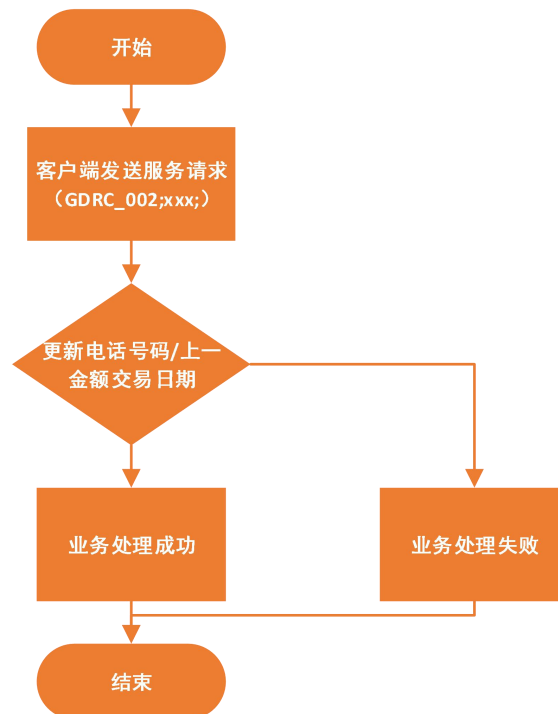 开始
客户端发送服务请求
（GDRC_002;xxx;）
更新电话号码/上一
金额交易日期
业务处理成功
业务处理失败
结束